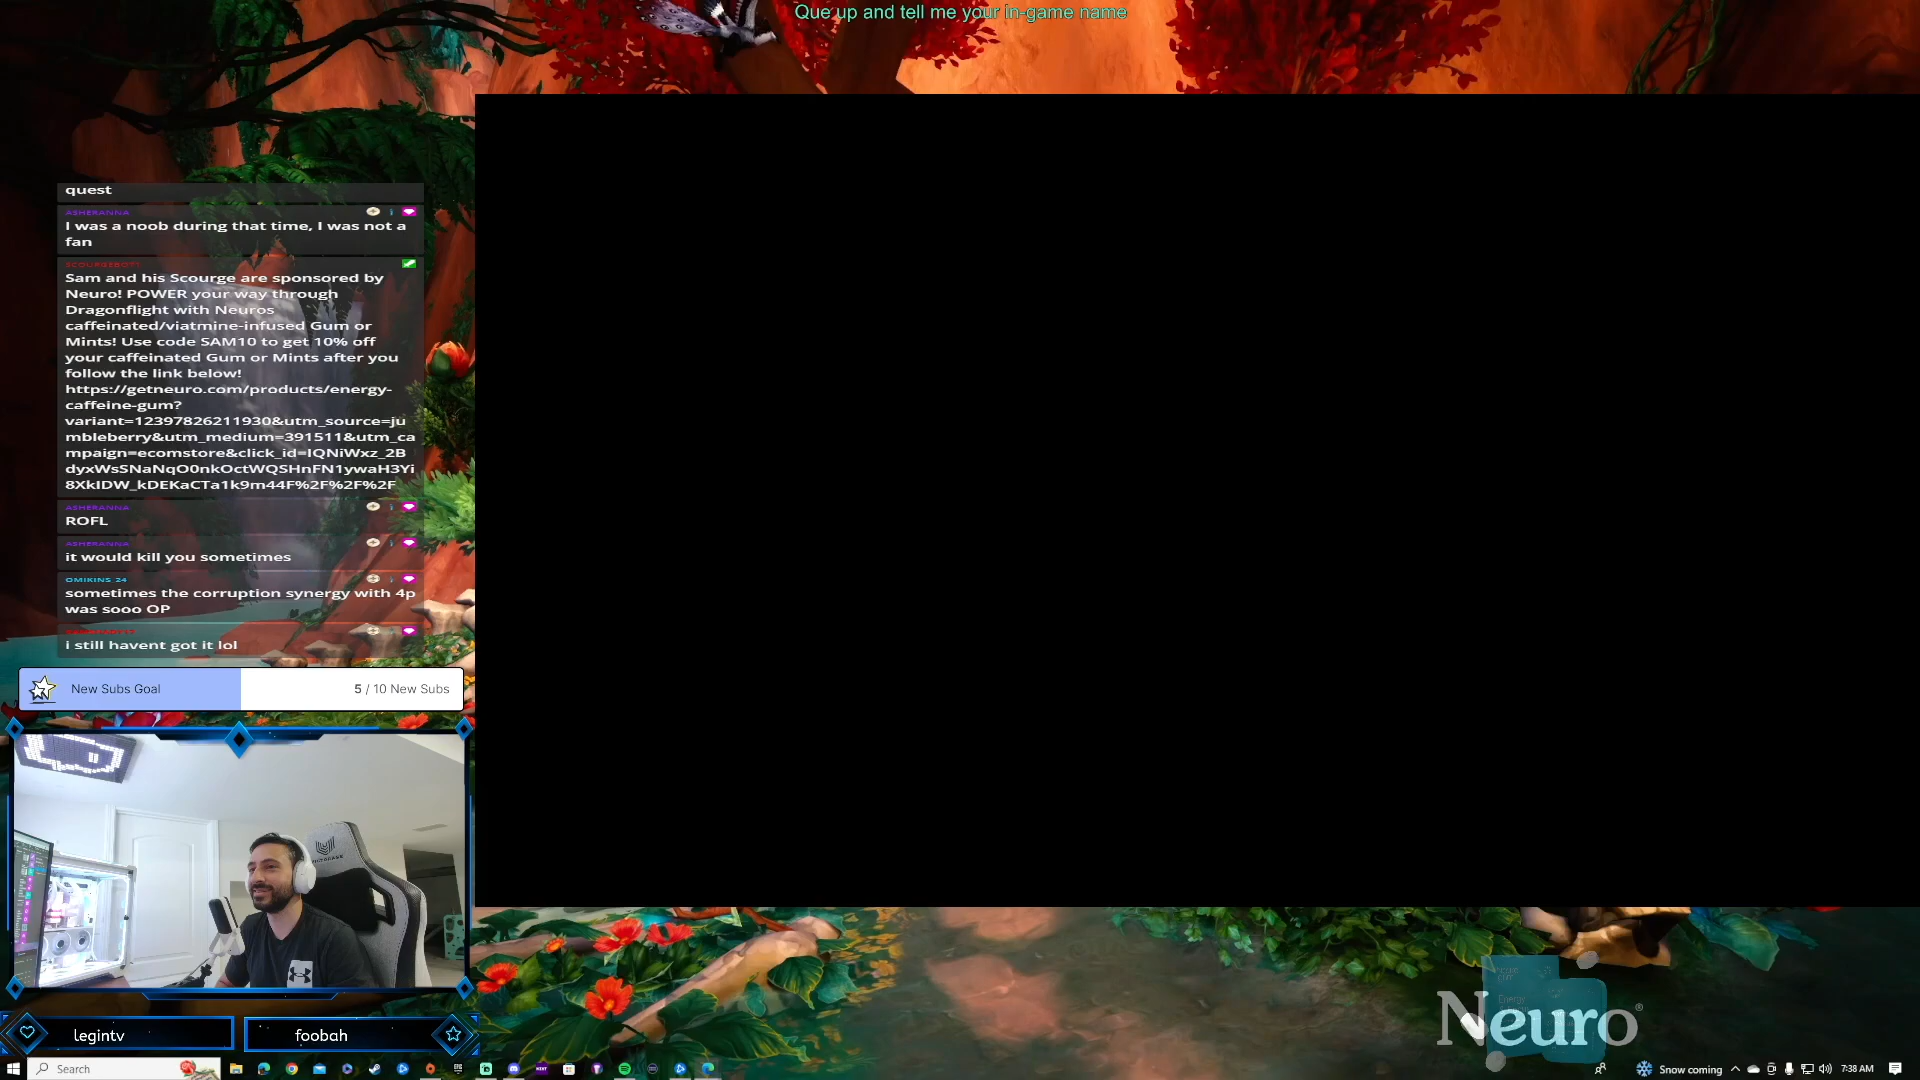 Que up and tell me your in-game name
quest
ASHERANNA
I was a noob during that time, I was not a
fan
SCOURGEBOT1
Sam and his Scourge are sponsored by
Neuro! POWER your way through
Dragonflight with Neuros
caffeinated/viatmine-infused Gum or
Mints! Use code SAM10 to get 10% off
your caffeinated Gum or Mints after you
follow the link below!
https://getneuro.com/products/energy-
caffeine-gum?
variant=12397826211930&utm_source=ju
mbleberry&utm_medium=391511&utm_ca
mpaign=ecomstore&click_id=IQNiWxz_2B
dyxWsSNaNqO0nkOctWQSHnFN1ywaH3Yi
8XkIDW_kDEKaCTa1k9m44F%2F%2F%2F
ASHERANNA
ROFL
ASHERANNA
it would kill you sometimes
OMIKINS_24
sometimes the corruption synergy with 4p
was sooo OP
i still havent got it lol
New Subs Goal
5 / 10 New Subs
legintv
foobah
Energy
Neuro®
Search
Snow coming
7:38 AM